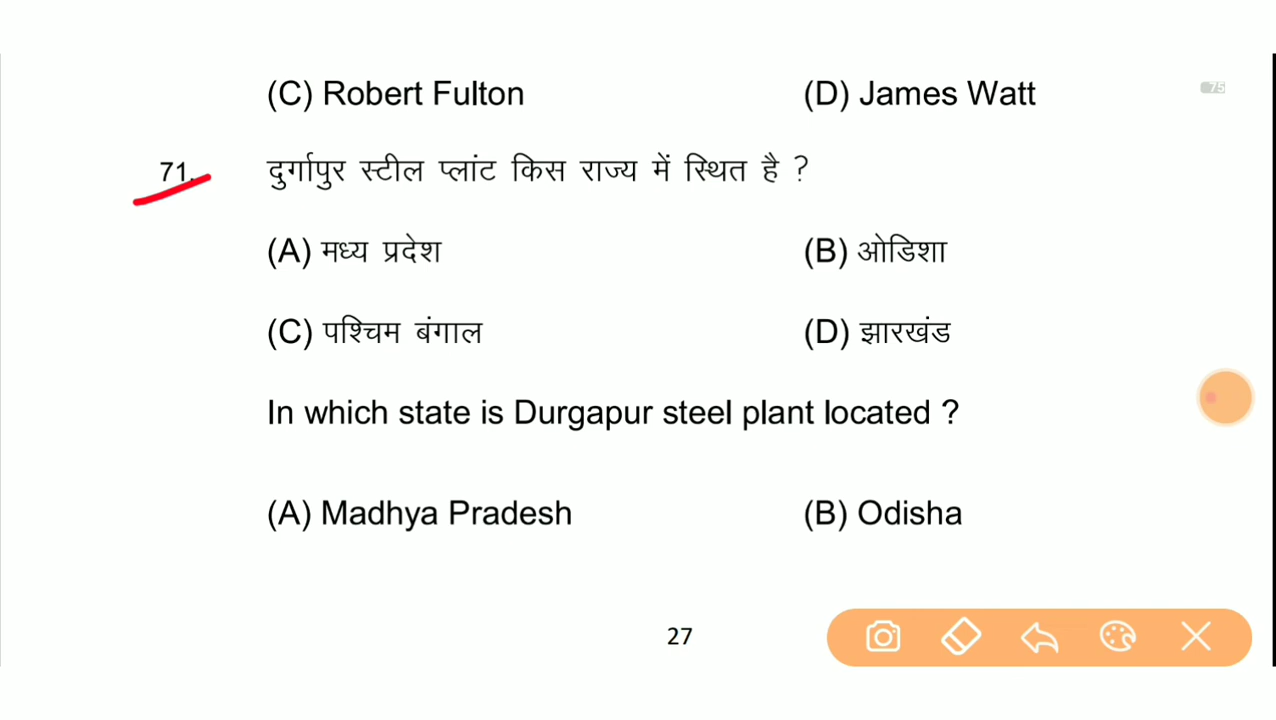 (C) Robert Fulton (D) James Watt
75
71. दुर्गापुर स्टील प्लांट किस राज्य में स्थित है ?
(A) मध्य प्रदेश (B) ओडिशा
(C) पश्चिम बंगाल (D) झारखंड
In which state is Durgapur steel plant located ?
(A) Madhya Pradesh (B) Odisha
27